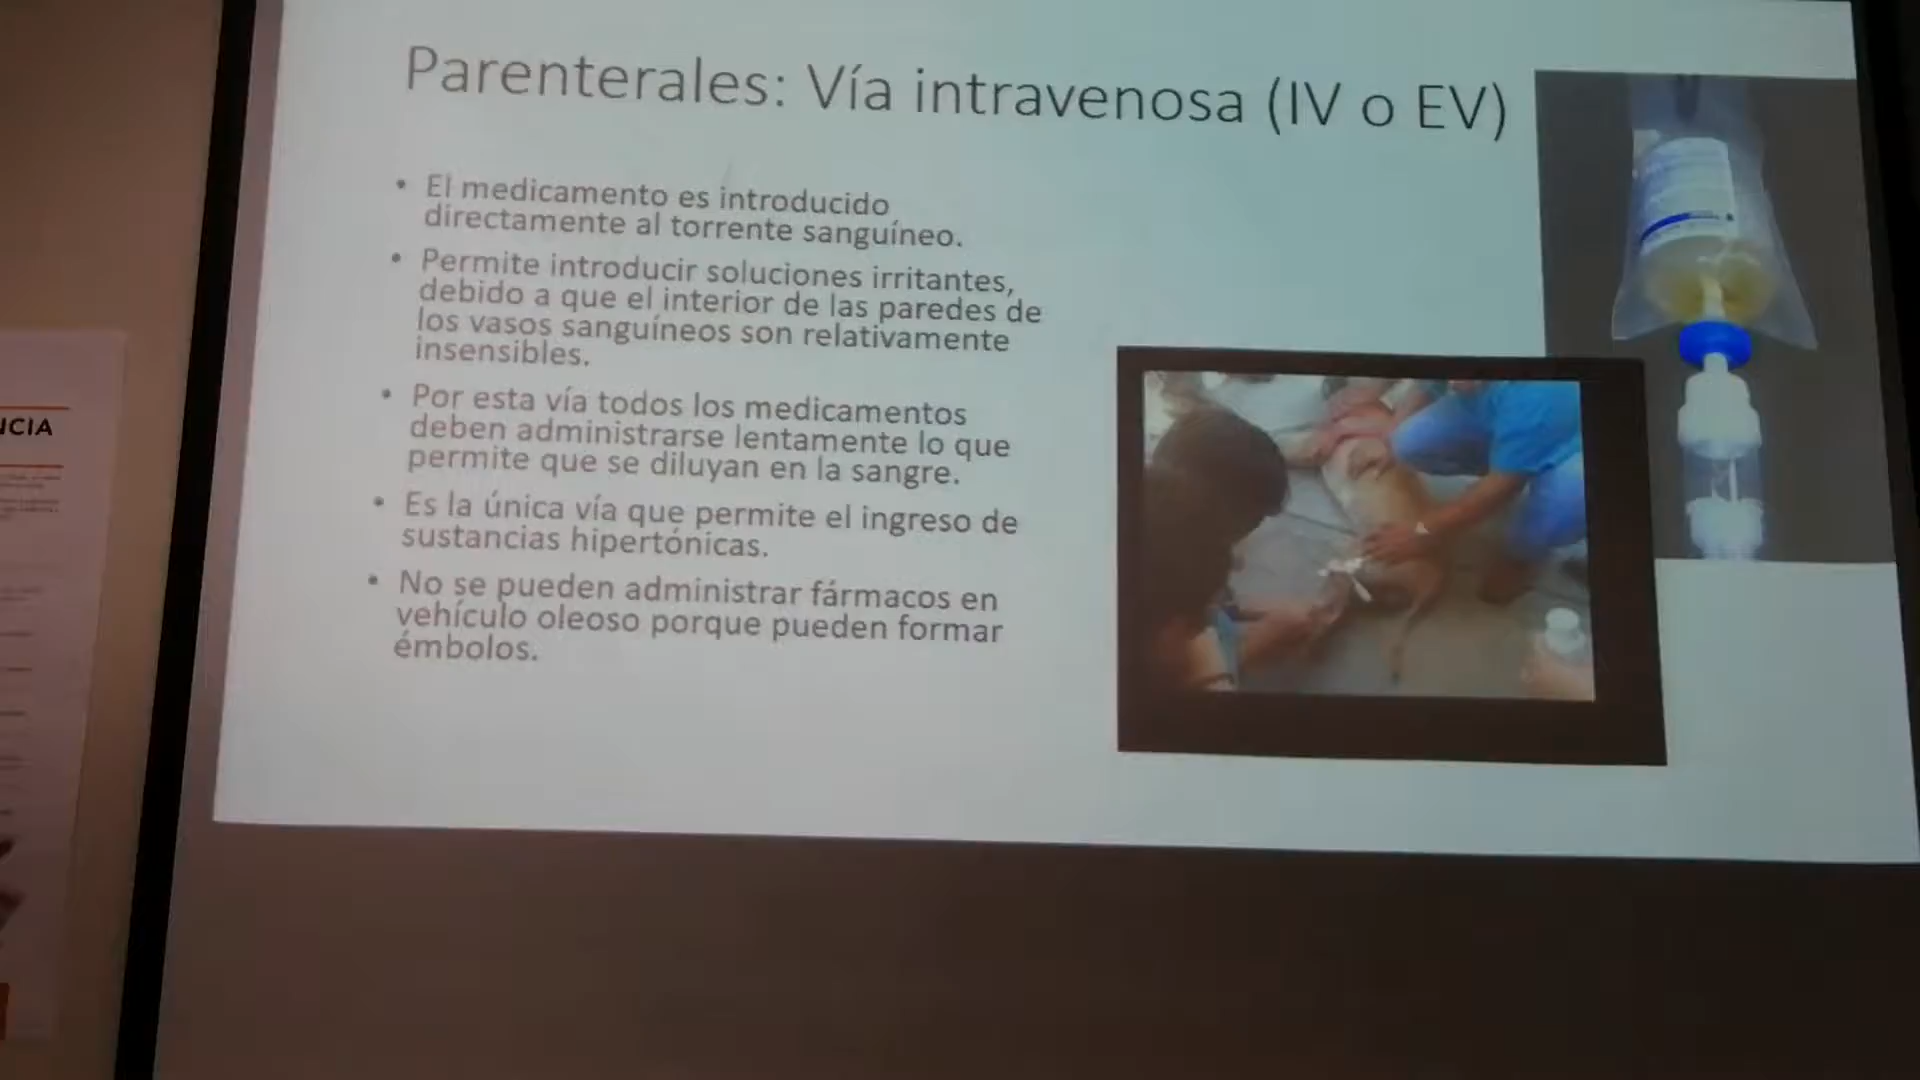 Parenterales: Vía intravenosa (IV o EV)
• El medicamento es introducido
directamente al torrente sanguíneo.
• Permite introducir soluciones irritantes,
debido a que el interior de las paredes de
los vasos sanguíneos son relativamente
insensibles.
• Por esta vía todos los medicamentos
deben administrarse lentamente lo que
permite que se diluyan en la sangre.
• Es la única vía que permite el ingreso de
sustancias hipertónicas.
• No se pueden administrar fármacos en
vehículo oleoso porque pueden formar
émbolos.
NCIA